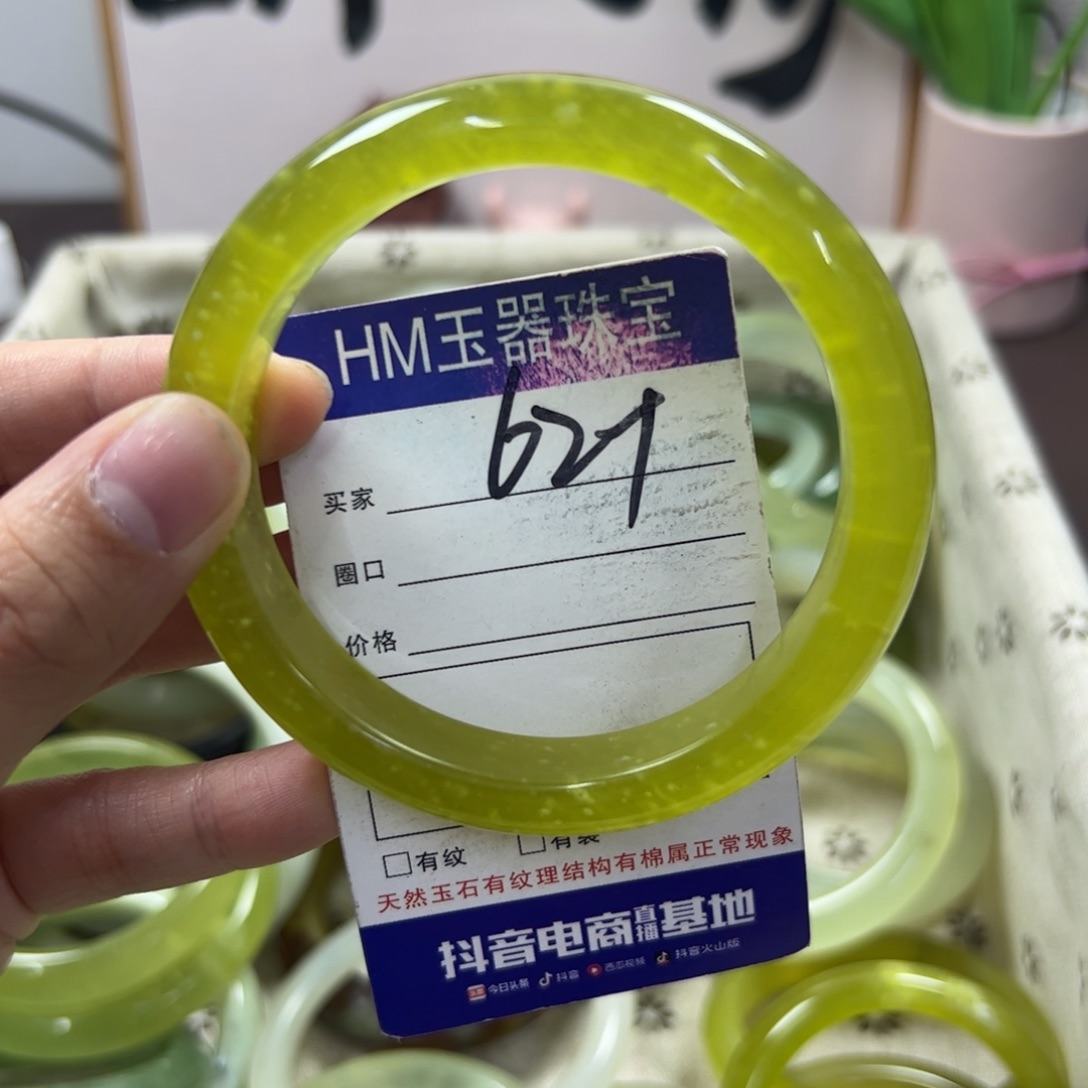 HM玉器珠宝
621
买家
圈口
价格
□有纹 □有裂
天然玉石有纹理结构有棉属正常现象
抖音电商直播基地
今日头条 抖音 西瓜视频 抖音火山版